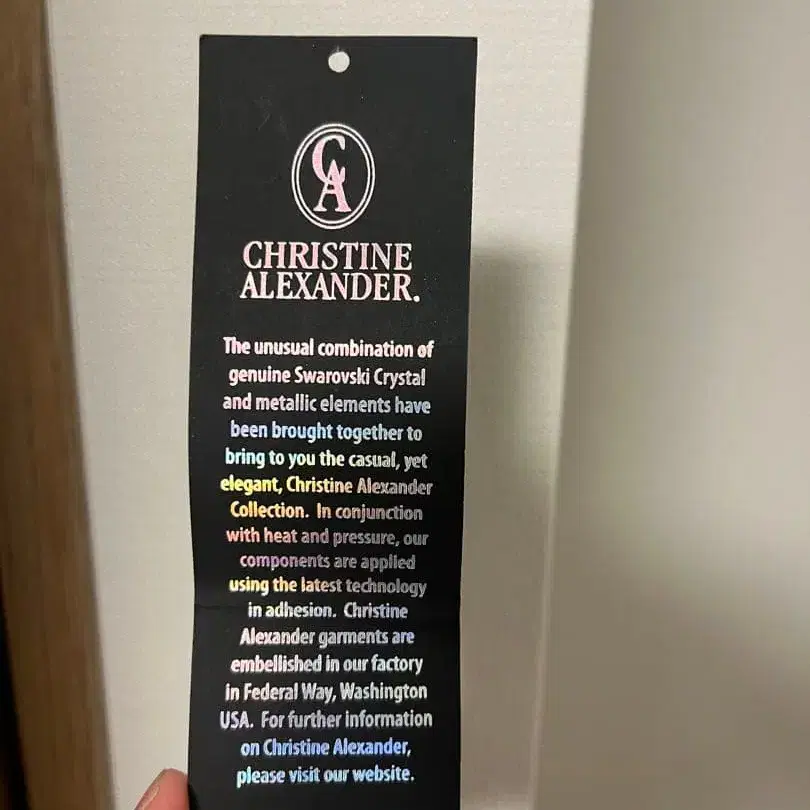 CA
CHRISTINE
ALEXANDER.
The unusual combination of
genuine Swarovski Crystal
and metallic elements have
been brought together to
bring to you the casual, yet
elegant, Christine Alexander
Collection. In conjunction
with heat and pressure, our
components are applied
using the latest technology
in adhesion. Christine
Alexander garments are
embellished in our factory
in Federal Way, Washington
USA. For further information
on Christine Alexander,
please visit our website.